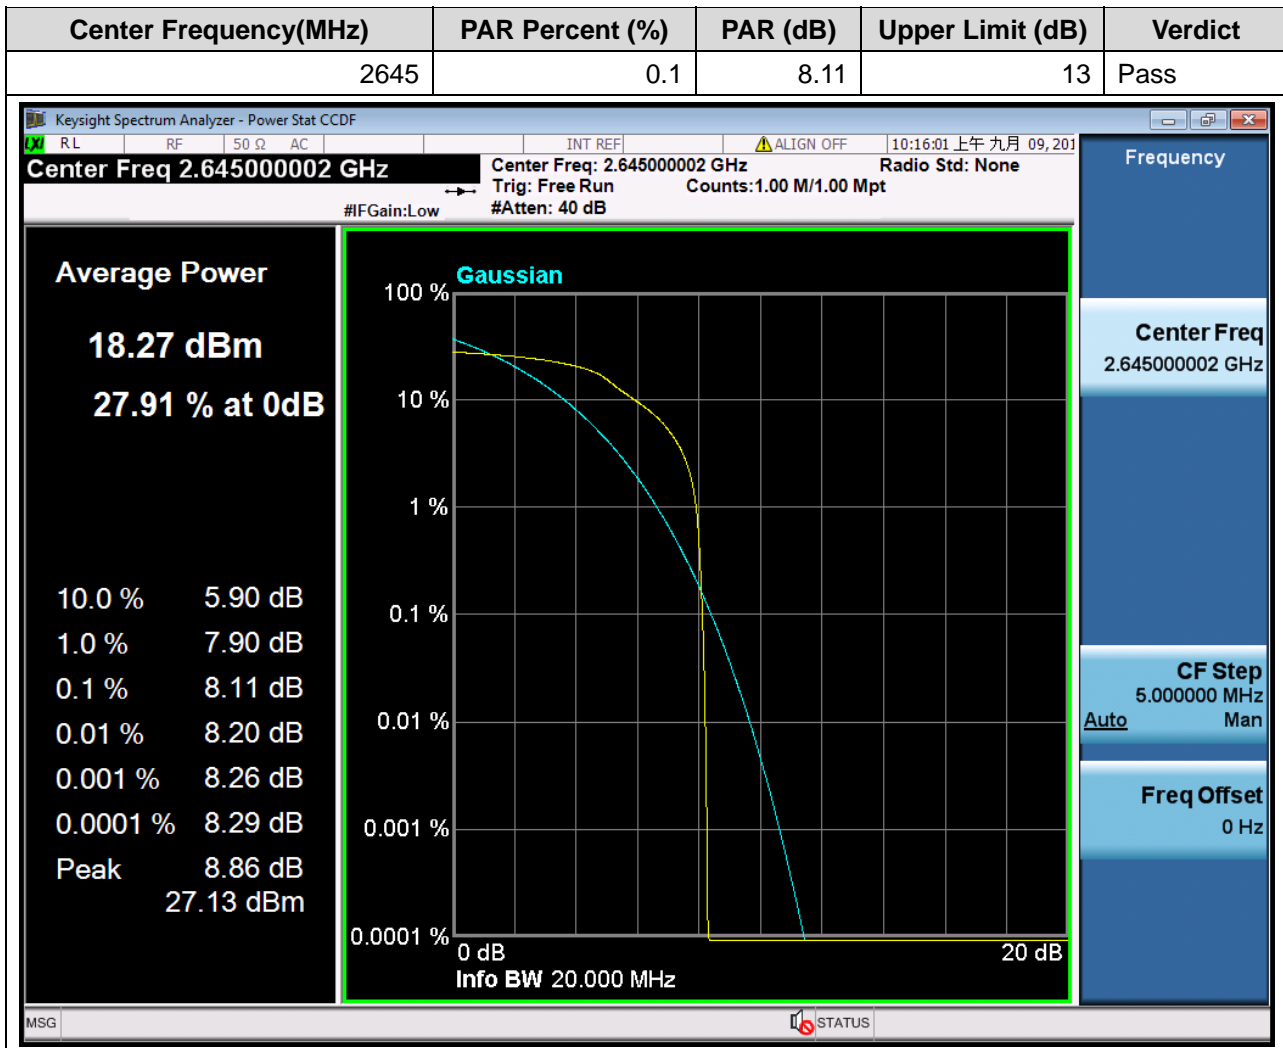 Center Frequency(MHz) PAR Percent (%) PAR (dB) Upper Limit (dB) Verdict
2645 0.1 8.11 13 Pass
Keysight Spectrum Analyzer - Power Stat CCDF
LXI RL RF 50 Ω AC INT REF ALIGN OFF 10:16:01 上午 九月 09, 201
Center Freq 2.645000002 GHz
#IFGain:Low
Center Freq: 2.645000002 GHz Radio Std: None
Trig: Free Run Counts:1.00 M/1.00 Mpt
#Atten: 40 dB
Average Power
18.27 dBm
27.91 % at 0dB
10.0 % 5.90 dB
1.0 % 7.90 dB
0.1 % 8.11 dB
0.01 % 8.20 dB
0.001 % 8.26 dB
0.0001 % 8.29 dB
Peak 8.86 dB
27.13 dBm
Gaussian
100 %
10 %
1 %
0.1 %
0.01 %
0.001 %
0.0001 %
0 dB 20 dB
Info BW 20.000 MHz
Frequency
Center Freq
2.645000002 GHz
CF Step
5.000000 MHz
Auto Man
Freq Offset
0 Hz
MSG STATUS